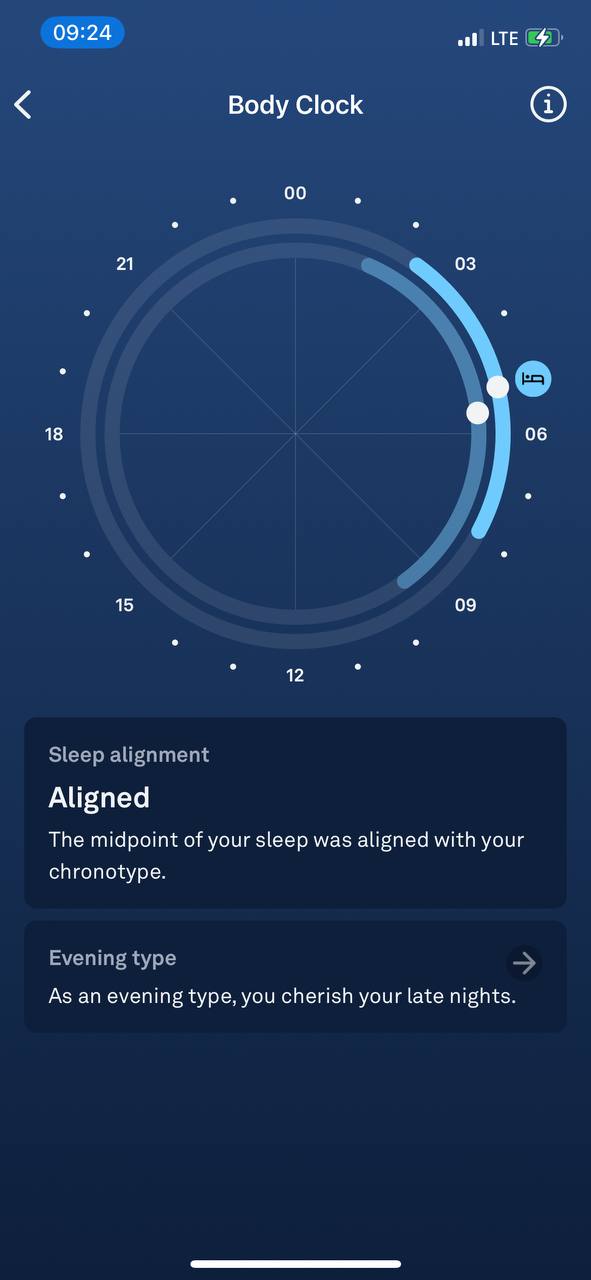 09:24
LTE
Body Clock
00
21
03
18
06
15
09
12
Sleep alignment
Aligned
The midpoint of your sleep was aligned with your
chronotype.
Evening type
As an evening type, you cherish your late nights.